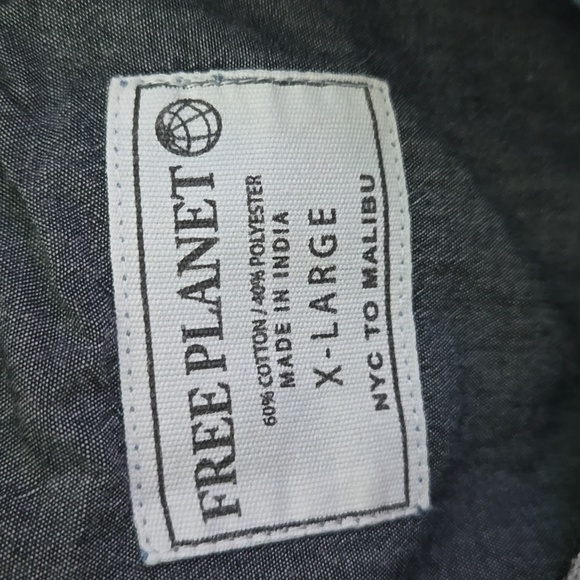 FREE PLANET
60% COTTON / 40% POLYESTER
MADE IN INDIA
X-LARGE
NYC TO MALIBU